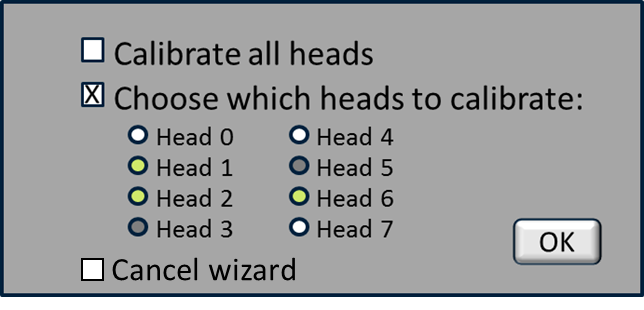 Calibrate all heads
X Choose which heads to calibrate:
Head 0 Head 4
Head 1 Head 5
Head 2 Head 6
Head 3 Head 7
OK
Cancel wizard